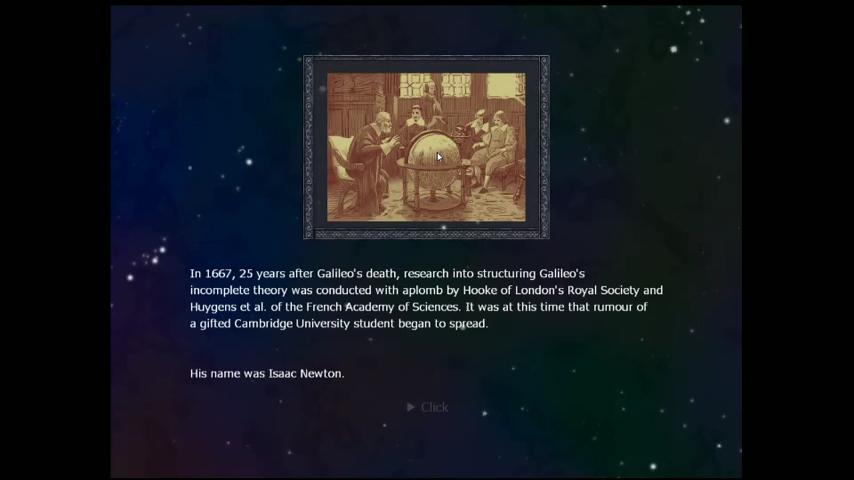 In 1667, 25 years after Galileo's death, research into structuring Galileo's
incomplete theory was conducted with aplomb by Hooke of London's Royal Society and
Huygens et al. of the French Academy of Sciences. It was at this time that rumour of
a gifted Cambridge University student began to spread.
His name was Isaac Newton.
▶ Click